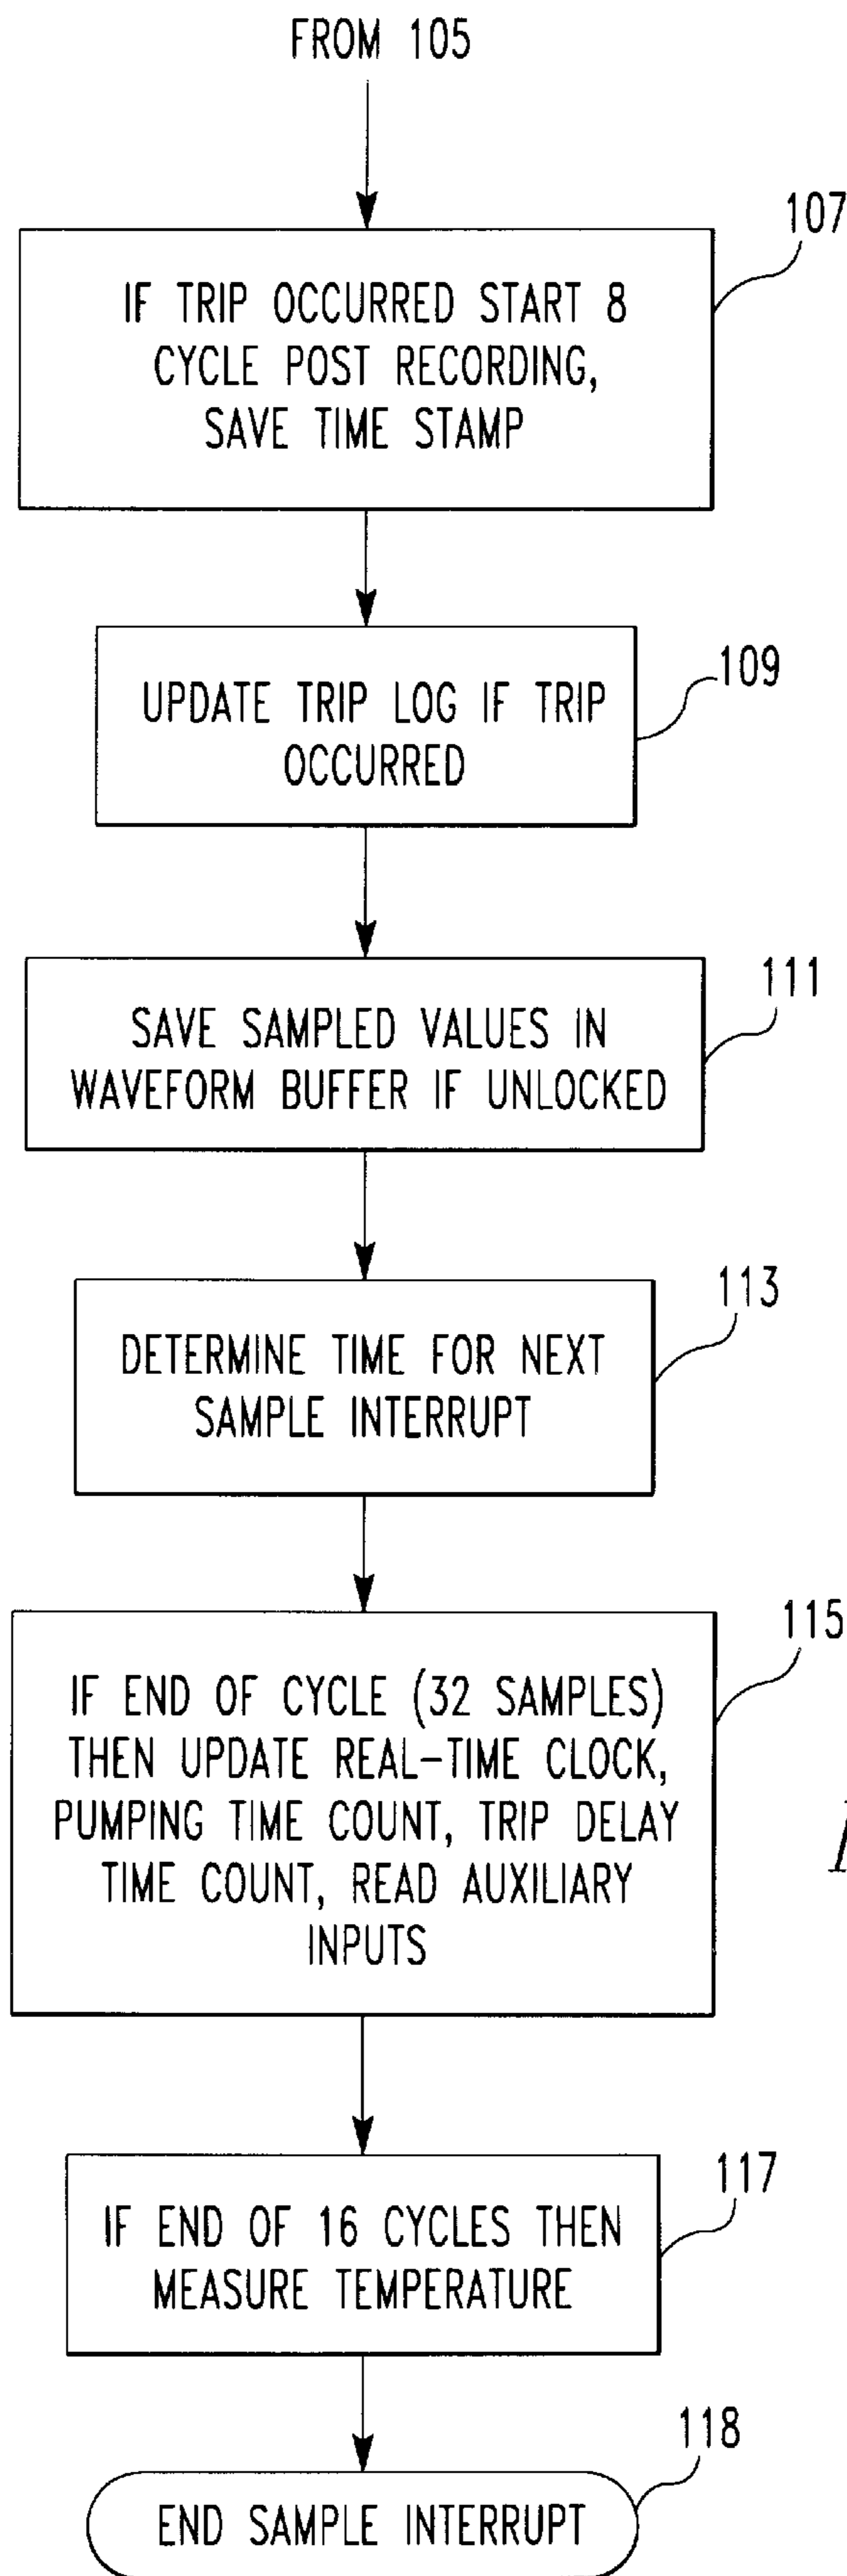 FROM 105
107
IF TRIP OCCURRED START 8
CYCLE POST RECORDING,
SAVE TIME STAMP
109
UPDATE TRIP LOG IF TRIP
OCCURRED
111
SAVE SAMPLED VALUES IN
WAVEFORM BUFFER IF UNLOCKED
113
DETERMINE TIME FOR NEXT
SAMPLE INTERRUPT
115
IF END OF CYCLE (32 SAMPLES)
THEN UPDATE REAL-TIME CLOCK,
PUMPING TIME COUNT, TRIP DELAY
TIME COUNT, READ AUXILIARY
INPUTS
117
IF END OF 16 CYCLES THEN
MEASURE TEMPERATURE
118
END SAMPLE INTERRUPT